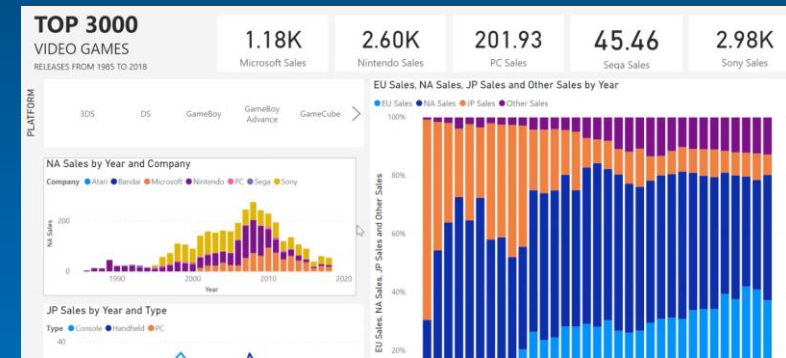 TOP 3000
VIDEO GAMES
RELEASES FROM 1985 TO 2018
1.18K
Microsoft Sales
2.60K
Nintendo Sales
201.93
PC Sales
45.46
Sega Sales
2.98K
Sony Sales
PLATFORM
3DS
DS
GameBoy
GameBoy Advance
GameCube
NA Sales by Year and Company
Company Atari Bandai Microsoft Nintendo PC Sega Sony
NA Sales
200
0
1990 2000 2010 2020
Year
JP Sales by Year and Type
Type Console Handheld PC
40
EU Sales, NA Sales, JP Sales and Other Sales by Year
EU Sales NA Sales JP Sales Other Sales
EU Sales, NA Sales, JP Sales and Other Sales
100%
80%
60%
40%
20%